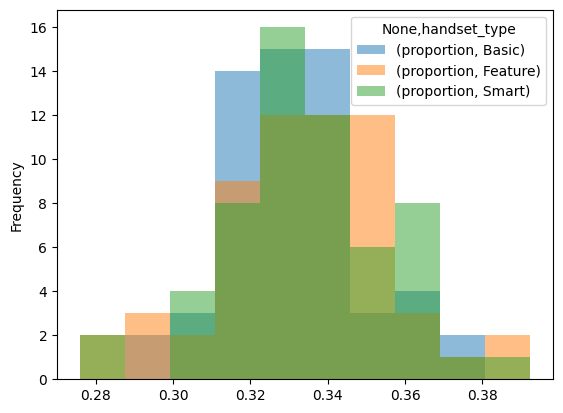 None,handset_type
(proportion, Basic)
(proportion, Feature)
(proportion, Smart)
Frequency
16
14
12
10
8
6
4
2
0
0.28 0.30 0.32 0.34 0.36 0.38